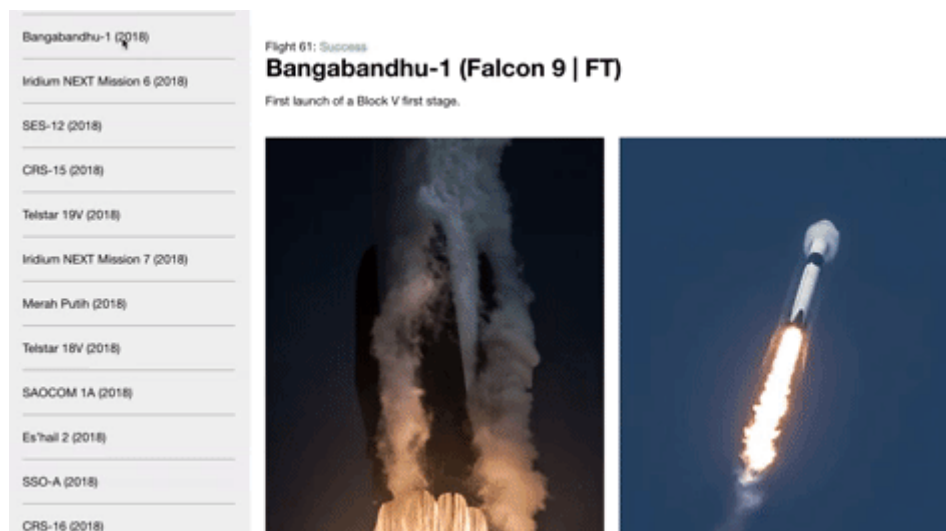 Bangabandhu-1 (2018)
Iridium NEXT Mission 6 (2018)
SES-12 (2018)
CRS-15 (2018)
Telstar 19V (2018)
Iridium NEXT Mission 7 (2018)
Merah Putih (2018)
Telstar 18V (2018)
SAOCOM 1A (2018)
Es'hail 2 (2018)
SSO-A (2018)
CRS-16 (2018)
Flight 61: Success
Bangabandhu-1 (Falcon 9 | FT)
First launch of a Block V first stage.